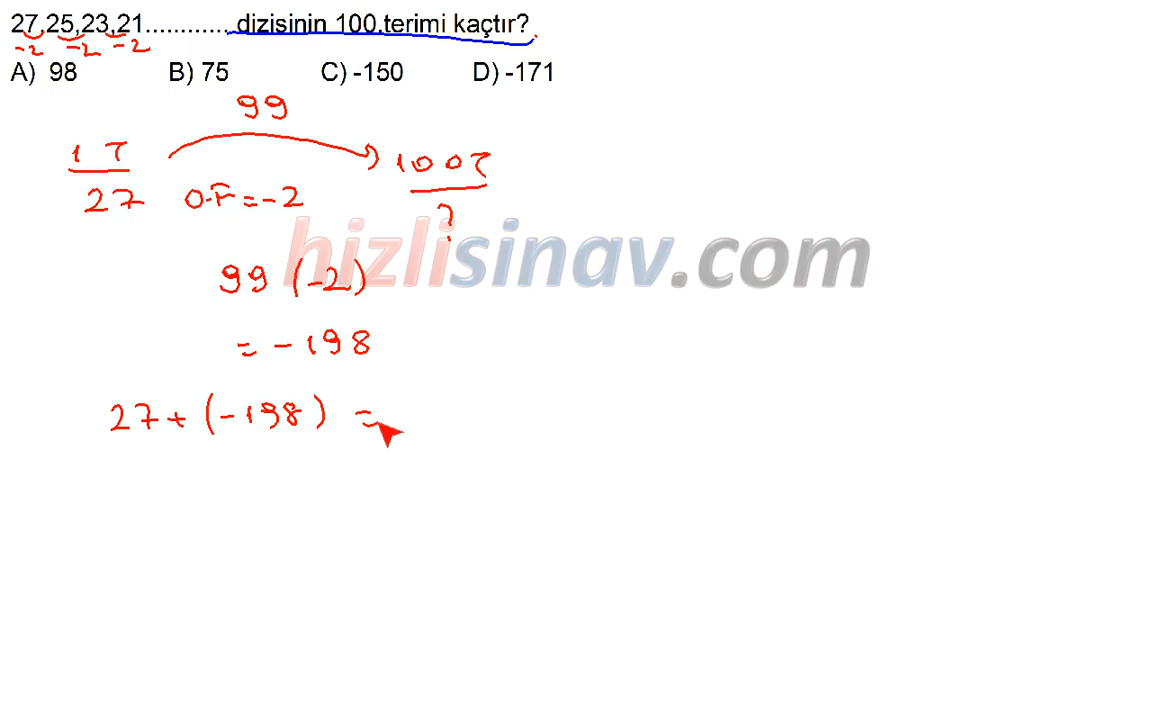 27,25,23,21............ dizisinin 100.terimi kaçtır?
-2 -2 -2
A) 98 B) 75 C) -150 D) -171
99
1 T 100 T
27 O.F = -2 ?
hizlisinav.com
99 (-2)
= -198
27 + (-198) =